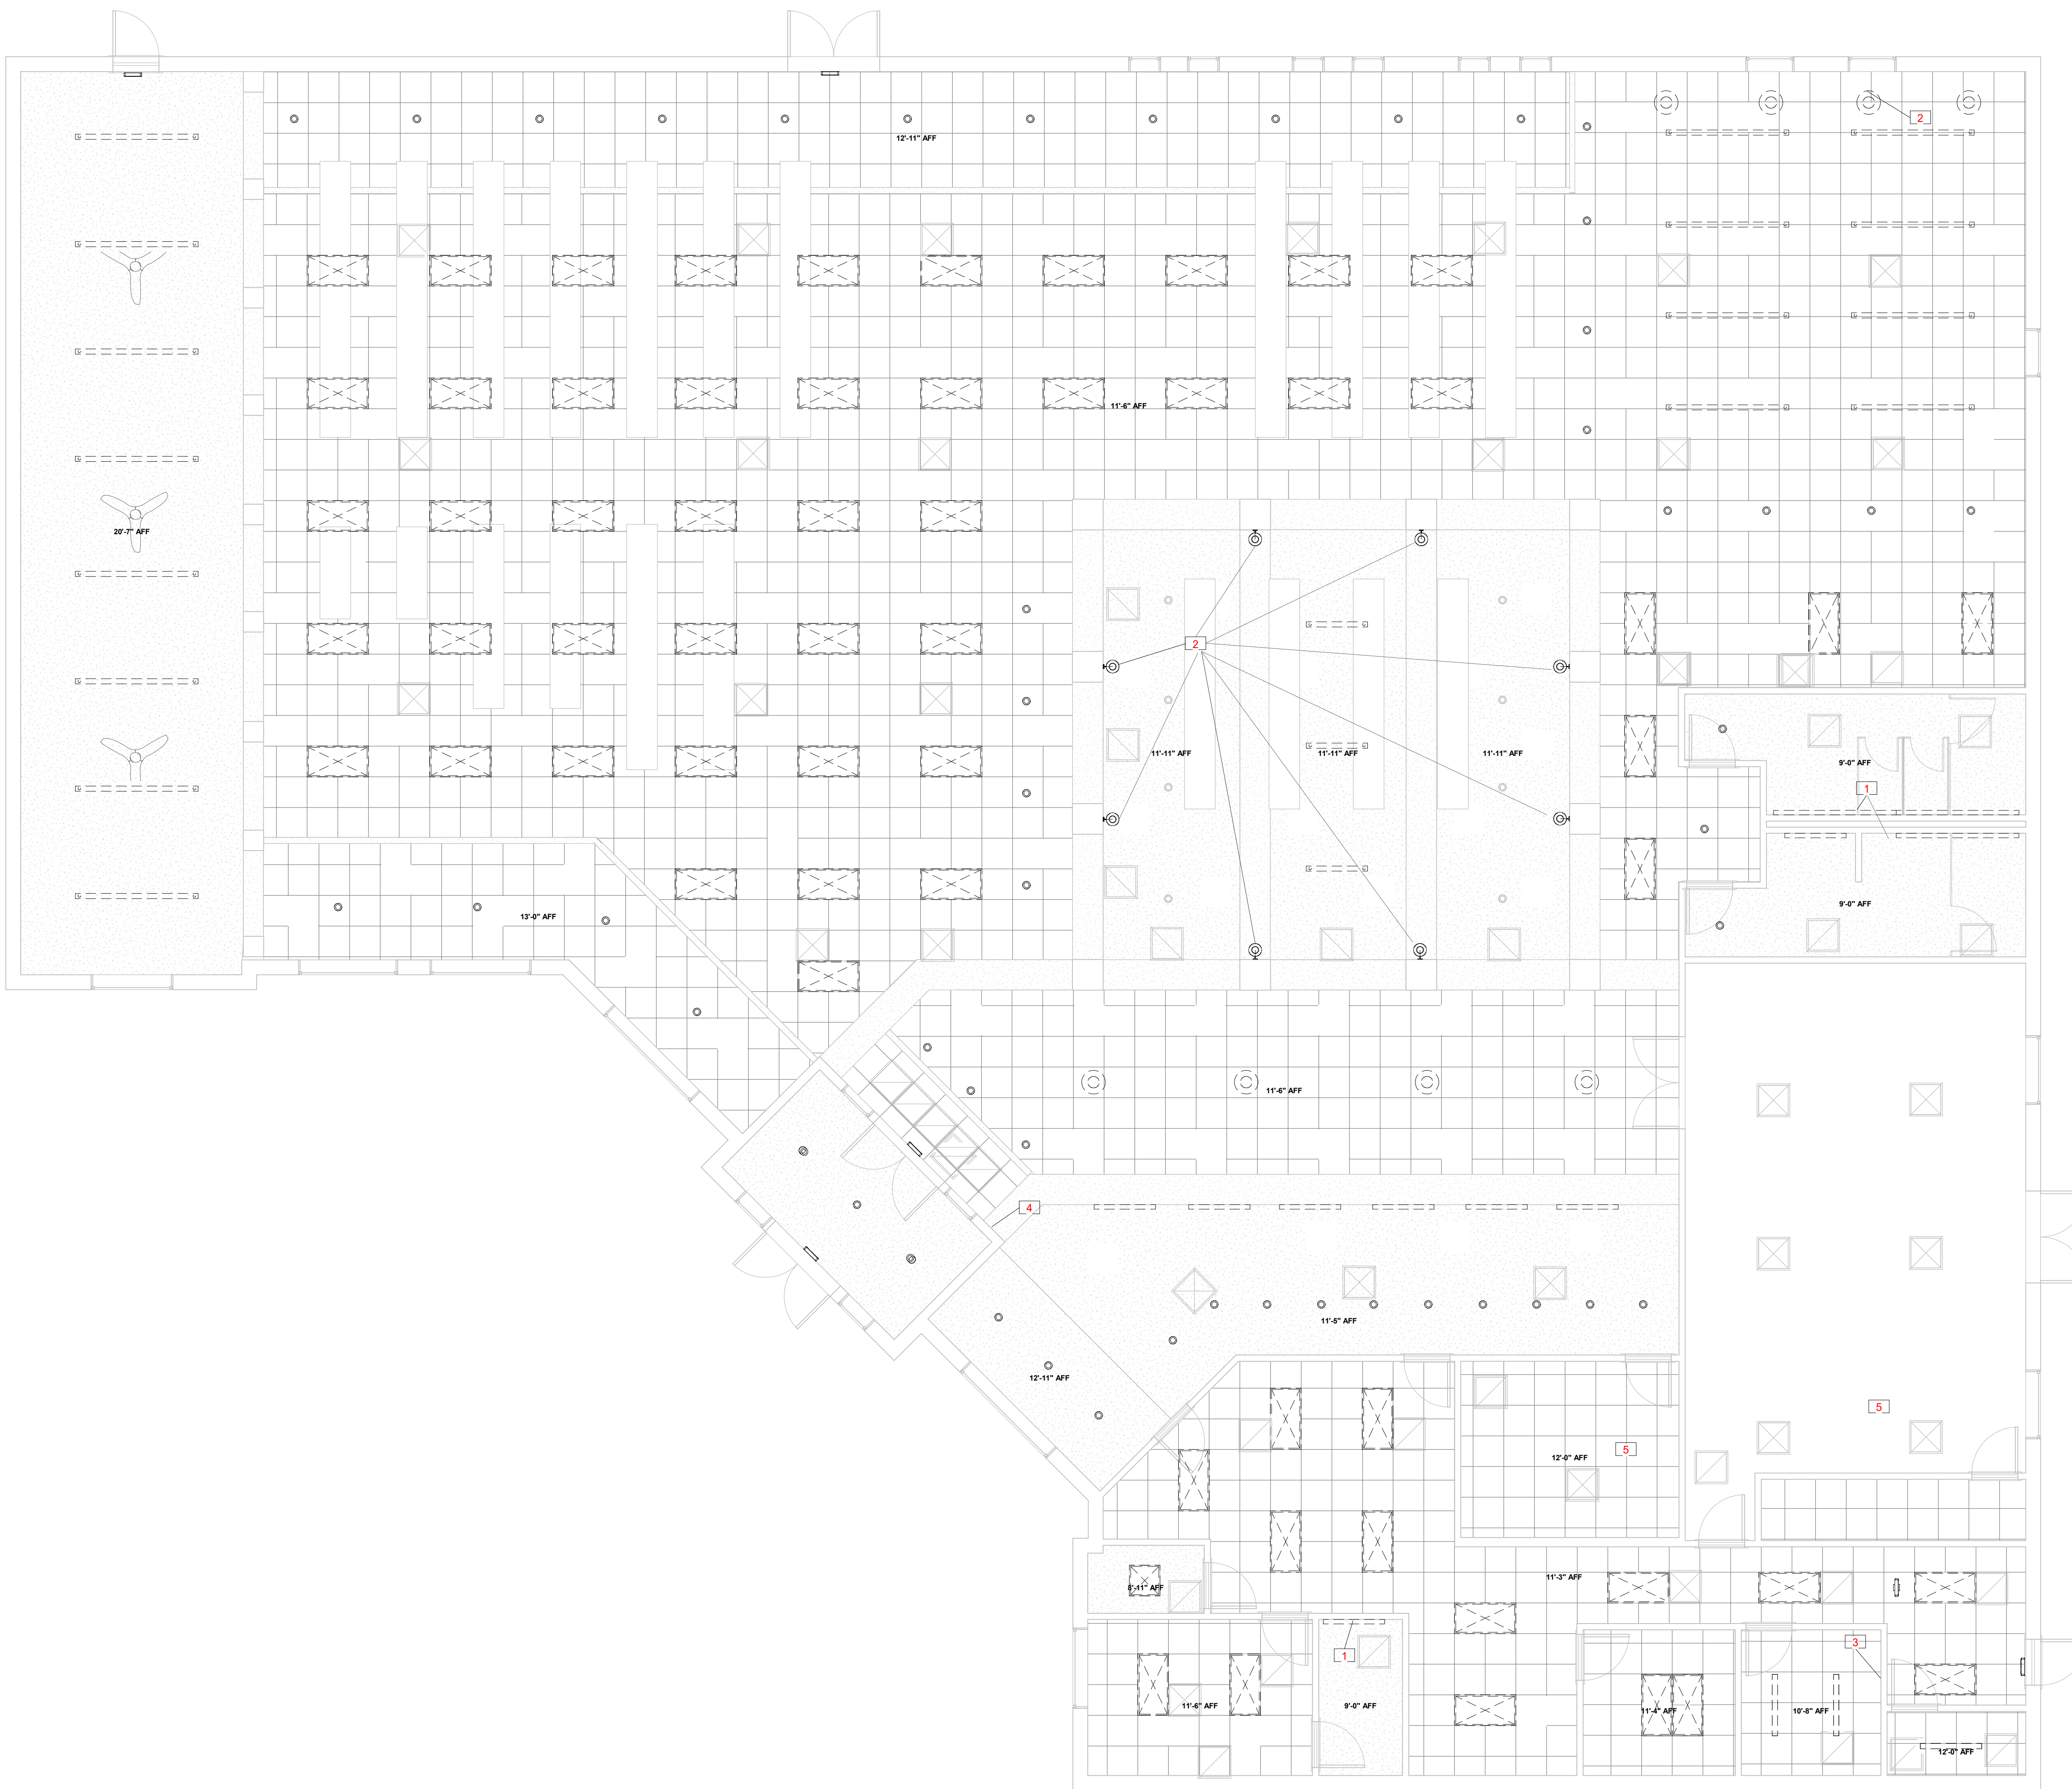 2
12'-11" AFF
11'-6" AFF
20'-7" AFF
2
11'-11" AFF
11'-11" AFF
11'-11" AFF
9'-0" AFF
1
9'-0" AFF
13'-0" AFF
11'-6" AFF
4
11'-5" AFF
12'-11" AFF
5
5
12'-0" AFF
11'-3" AFF
8'-11" AFF
3
1
11'-6" AFF
9'-0" AFF
11'-4" AFF
10'-8" AFF
12'-0" AFF